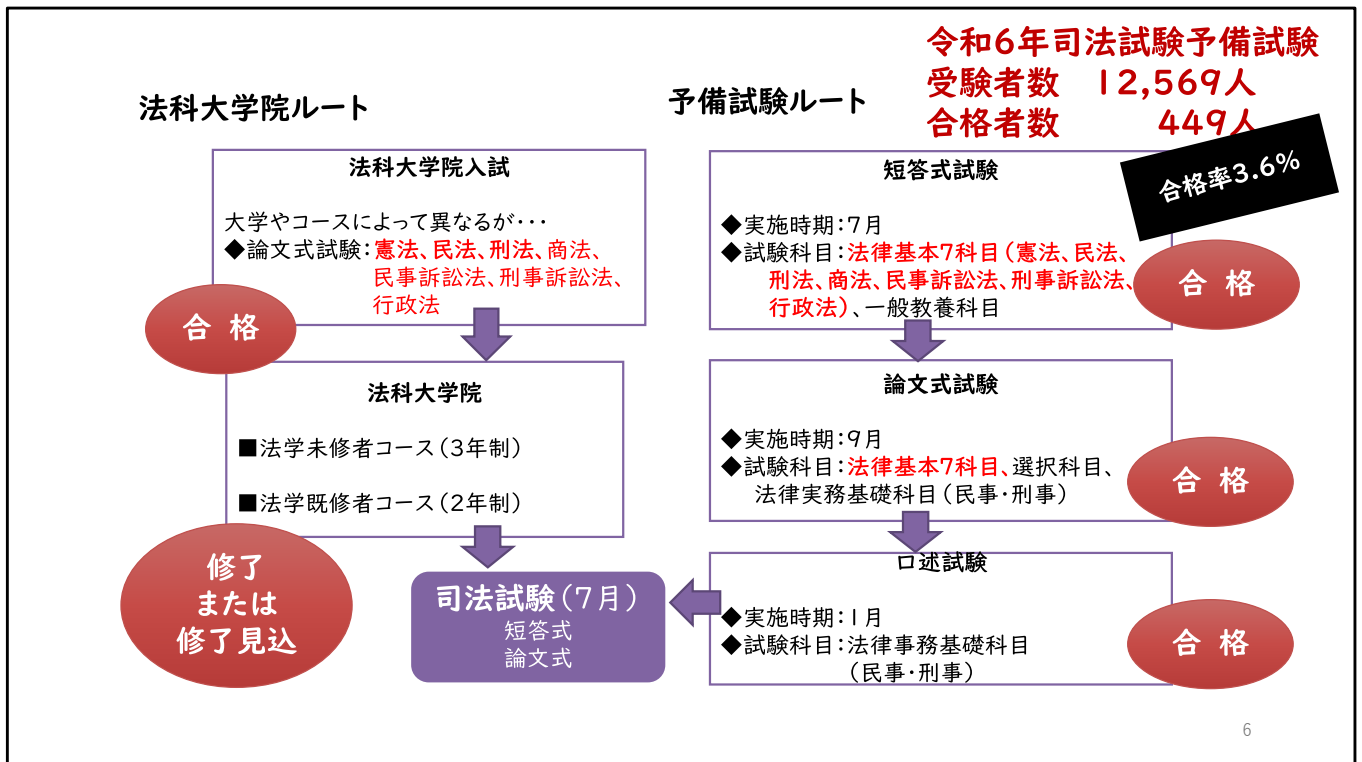 令和6年司法試験予備試験
受験者数 12,569人
合格者数 449人
合格率3.6%
法科大学院ルート
法科大学院入試
大学やコースによって異なるが・・・
◆論文式試験：憲法、民法、刑法、商法、
民事訴訟法、刑事訴訟法、
行政法
合 格
法科大学院
■法学未修者コース（3年制）
■法学既修者コース（2年制）
修了
または
修了見込
司法試験（7月）
短答式
論文式
予備試験ルート
短答式試験
◆実施時期：7月
◆試験科目：法律基本7科目（憲法、民法、
刑法、商法、民事訴訟法、刑事訴訟法、
行政法）、一般教養科目
合 格
論文式試験
◆実施時期：9月
◆試験科目：法律基本7科目、選択科目、
法律実務基礎科目（民事・刑事）
合 格
口述試験
◆実施時期：1月
◆試験科目：法律事務基礎科目
（民事・刑事）
合 格
6